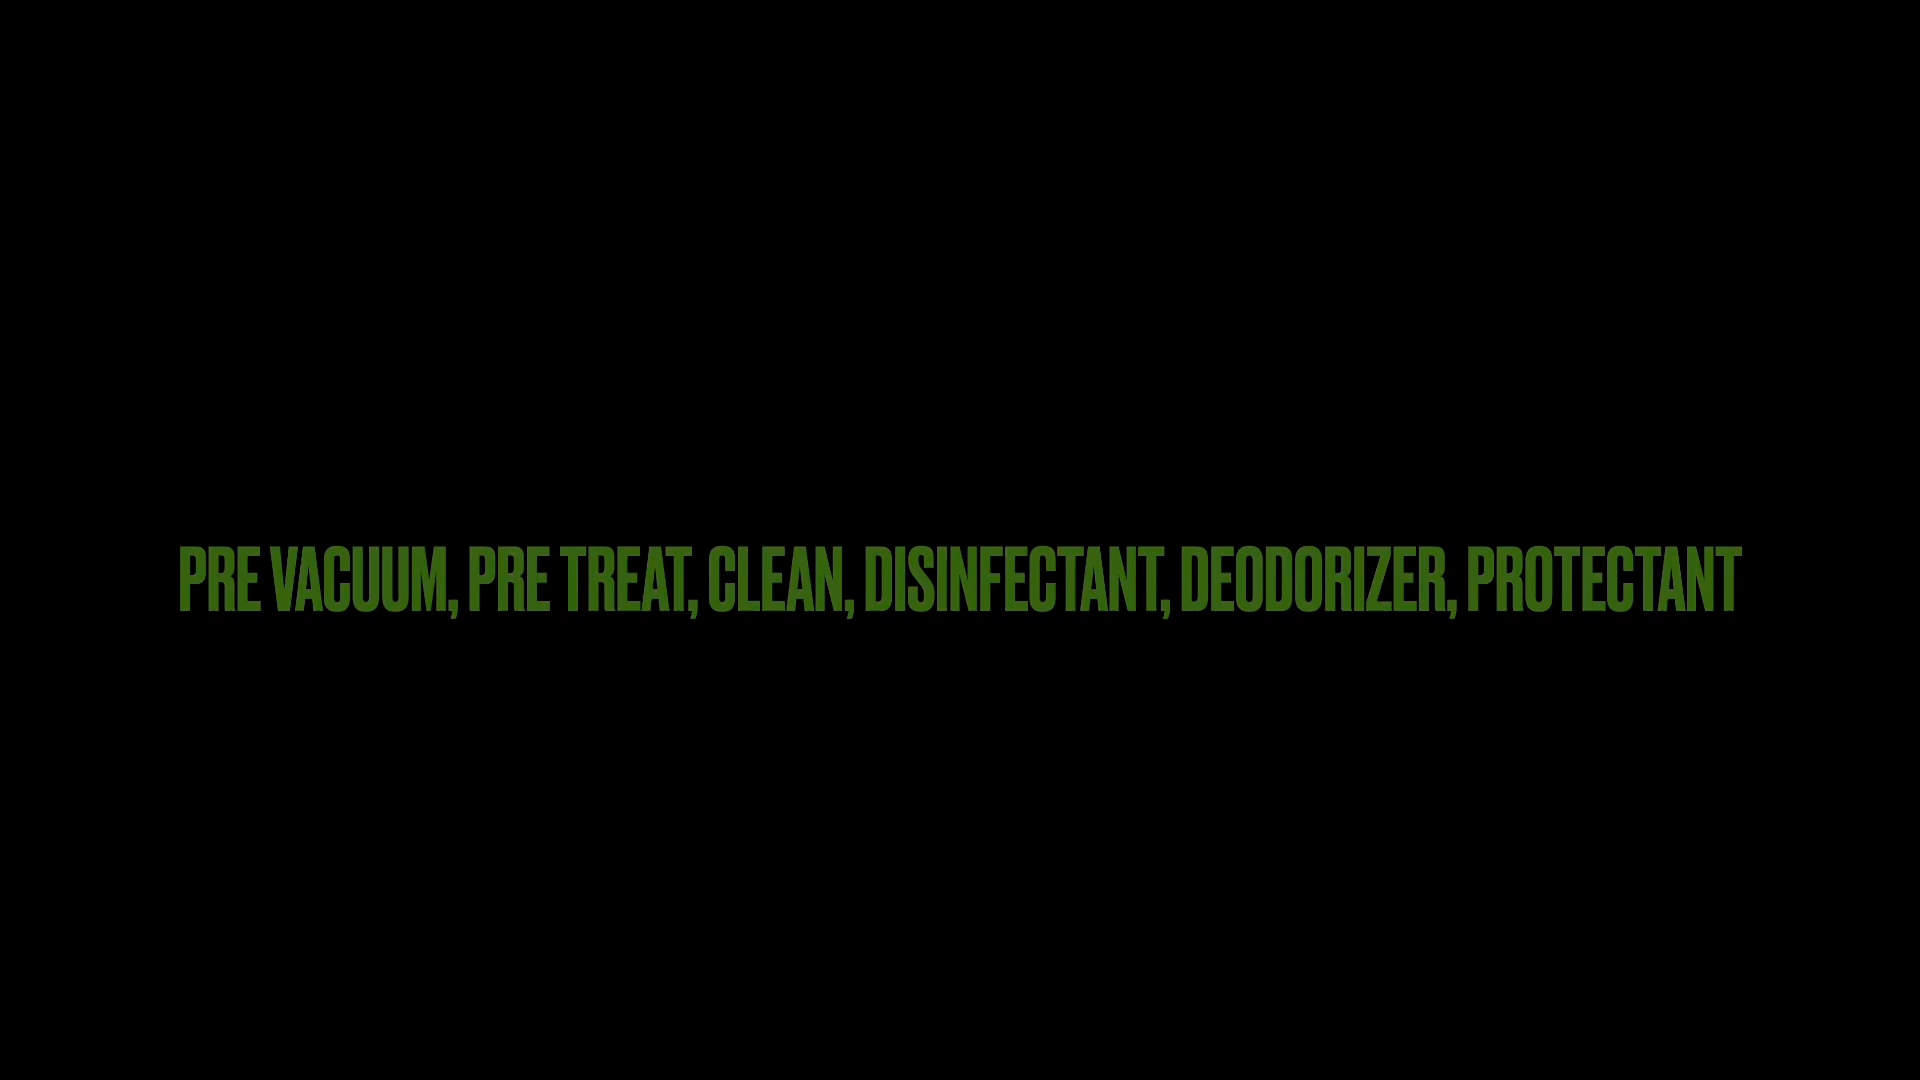 PRE VACUUM, PRE TREAT, CLEAN, DISINFECTANT, DEODORIZER, PROTECTANT